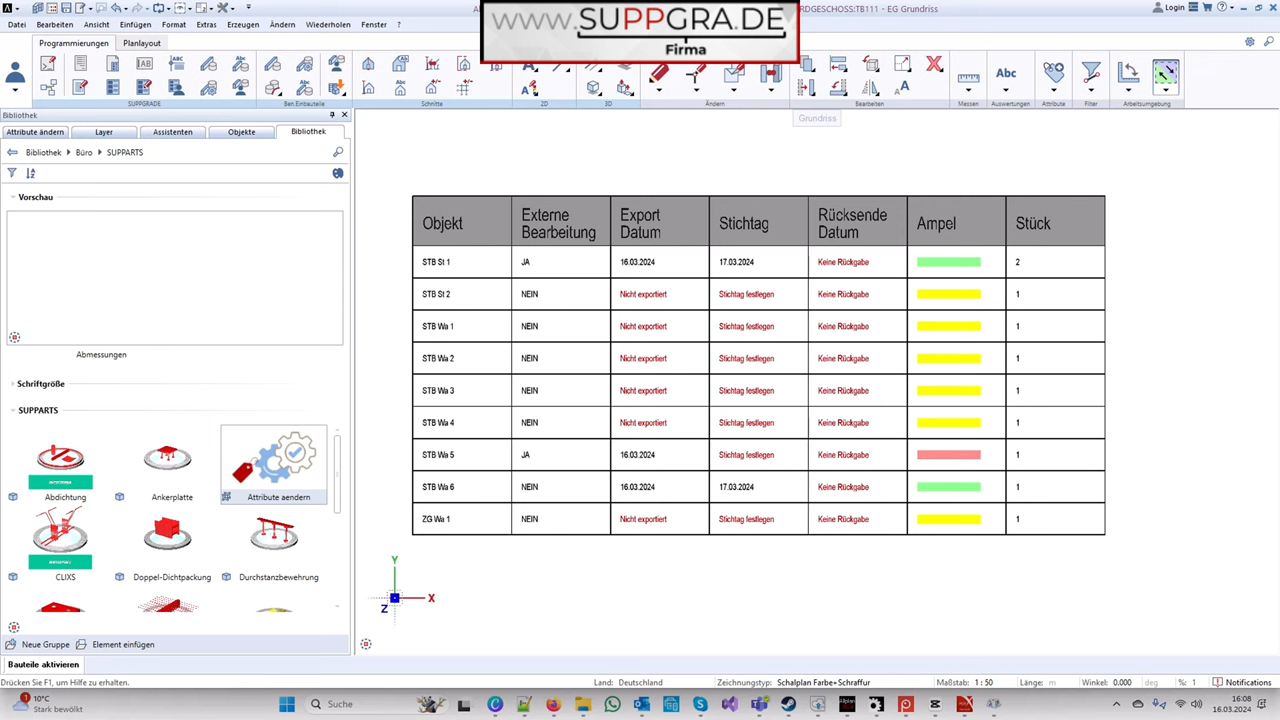 WWW.SUPPGRA.DE
Firma
RDGESCHOSS:TB111 - EG Grundriss
Login
Datei Bearbeiten Ansicht Einfügen Format Extras Erzeugen Ändern Wiederholen Fenster
Programmierungen Planlayout
Abc
SUPPGRADE Ben.Einbauteile Schnitte 2D 3D Ändern Bearbeiten Messen Auswertungen Attribute Filter Arbeitsumgebung
Grundriss
Bibliothek
Attribute ändern Layer Assistenten Objekte Bibliothek
Bibliothek Büro SUPPARTS
Vorschau
Abmessungen
Schriftgröße
SUPPARTS
Abdichtung Ankerplatte Attribute aendern
CLIXS Doppel-Dichtpackung Durchstanzbewehrung
Neue Gruppe Element einfügen
Bauteile aktivieren
Objekt Externe Bearbeitung Export Datum Stichtag Rücksende Datum Ampel Stück
STB St 1 JA 16.03.2024 17.03.2024 Keine Rückgabe 2
STB St 2 NEIN Nicht exportiert Stichtag festlegen Keine Rückgabe 1
STB Wa 1 NEIN Nicht exportiert Stichtag festlegen Keine Rückgabe 1
STB Wa 2 NEIN Nicht exportiert Stichtag festlegen Keine Rückgabe 1
STB Wa 3 NEIN Nicht exportiert Stichtag festlegen Keine Rückgabe 1
STB Wa 4 NEIN Nicht exportiert Stichtag festlegen Keine Rückgabe 1
STB Wa 5 JA 16.03.2024 Stichtag festlegen Keine Rückgabe 1
STB Wa 6 NEIN 16.03.2024 17.03.2024 Keine Rückgabe 1
ZG Wa 1 NEIN Nicht exportiert Stichtag festlegen Keine Rückgabe 1
Y
X
Z
Drücken Sie F1, um Hilfe zu erhalten. Land: Deutschland Zeichnungstyp: Schalplan Farbe+Schraffur Maßstab: 1 : 50 Länge: m Winkel: 0.000 deg %: 1 Notifications
10°C
Stark bewölkt
Suche
16:08
16.03.2024